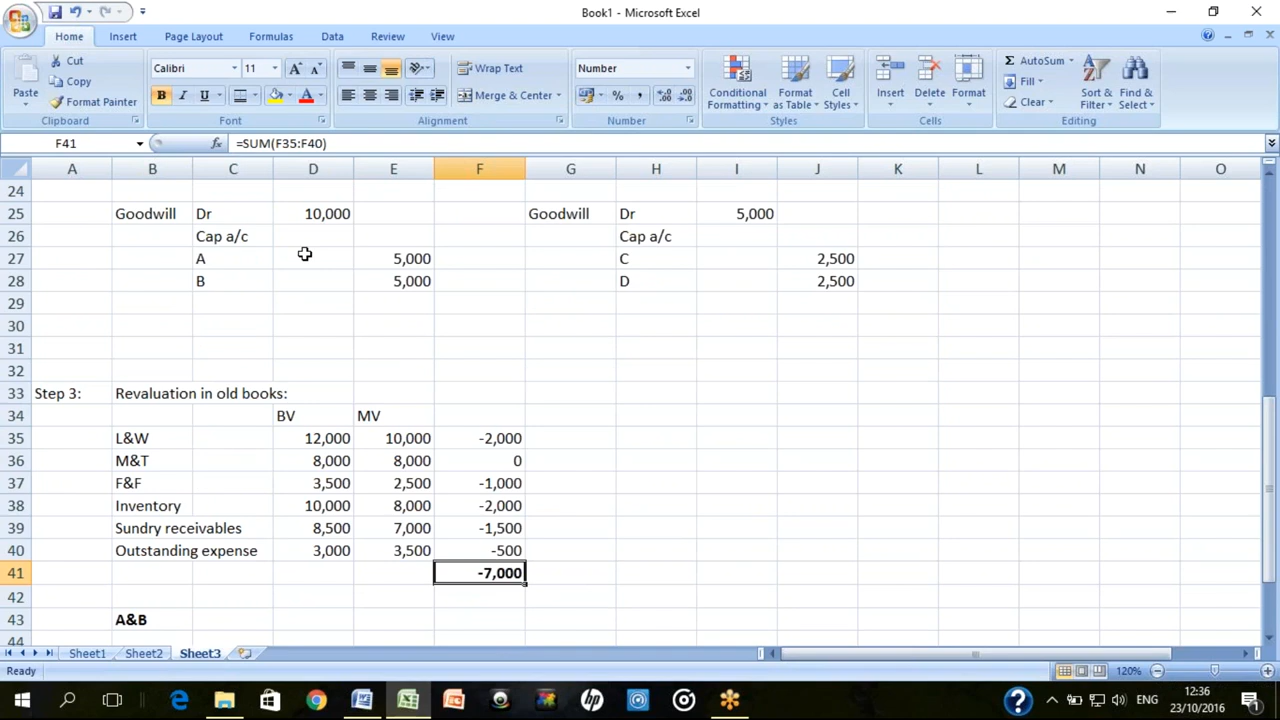 Book1 - Microsoft Excel
Home Insert Page Layout Formulas Data Review View
Paste Cut Copy Format Painter Clipboard
Calibri 11 A A B I U A Font
Wrap Text Merge & Center Alignment
Number % , .0 .00 .00 .0 Number
Conditional Formatting Format as Table Cell Styles Styles
Insert Delete Format Cells
Σ AutoSum Fill Clear Sort & Filter Find & Select Editing
F41 fx =SUM(F35:F40)
A B C D E F G H I J K L M N O
24
25 Goodwill Dr 10,000 Goodwill Dr 5,000
26 Cap a/c Cap a/c
27 A 5,000 C 2,500
28 B 5,000 D 2,500
29
30
31
32
33 Step 3: Revaluation in old books:
34 BV MV
35 L&W 12,000 10,000 -2,000
36 M&T 8,000 8,000 0
37 F&F 3,500 2,500 -1,000
38 Inventory 10,000 8,000 -2,000
39 Sundry receivables 8,500 7,000 -1,500
40 Outstanding expense 3,000 3,500 -500
41 -7,000
42
43 A&B
44
Sheet1 Sheet2 Sheet3
Ready 120%
hp ENG 12:36
23/10/2016